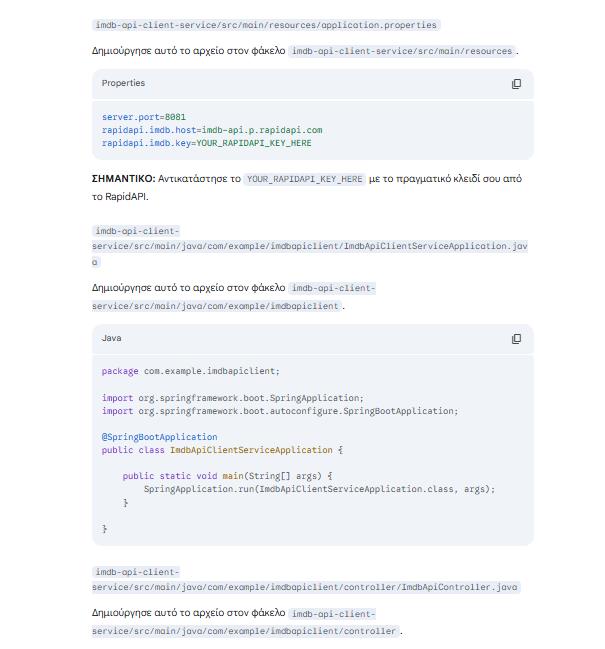 imdb-api-client-service/src/main/resources/application.properties
Δημιούργησε αυτό το αρχείο στον φάκελο imdb-api-client-service/src/main/resources .
Properties
server.port=8081
rapidapi.imdb.host=imdb-api.p.rapidapi.com
rapidapi.imdb.key=YOUR_RAPIDAPI_KEY_HERE
ΣΗΜΑΝΤΙΚΟ: Αντικατάστησε το YOUR_RAPIDAPI_KEY_HERE με το πραγματικό κλειδί σου από
το RapidAPI.
imdb-api-client-
service/src/main/java/com/example/imdbapiclient/ImdbApiClientServiceApplication.jav
a
Δημιούργησε αυτό το αρχείο στον φάκελο imdb-api-client-
service/src/main/java/com/example/imdbapiclient .
Java
package com.example.imdbapiclient;
import org.springframework.boot.SpringApplication;
import org.springframework.boot.autoconfigure.SpringBootApplication;
@SpringBootApplication
public class ImdbApiClientServiceApplication {
public static void main(String[] args) {
SpringApplication.run(ImdbApiClientServiceApplication.class, args);
}
}
imdb-api-client-
service/src/main/java/com/example/imdbapiclient/controller/ImdbApiController.java
Δημιούργησε αυτό το αρχείο στον φάκελο imdb-api-client-
service/src/main/java/com/example/imdbapiclient/controller .